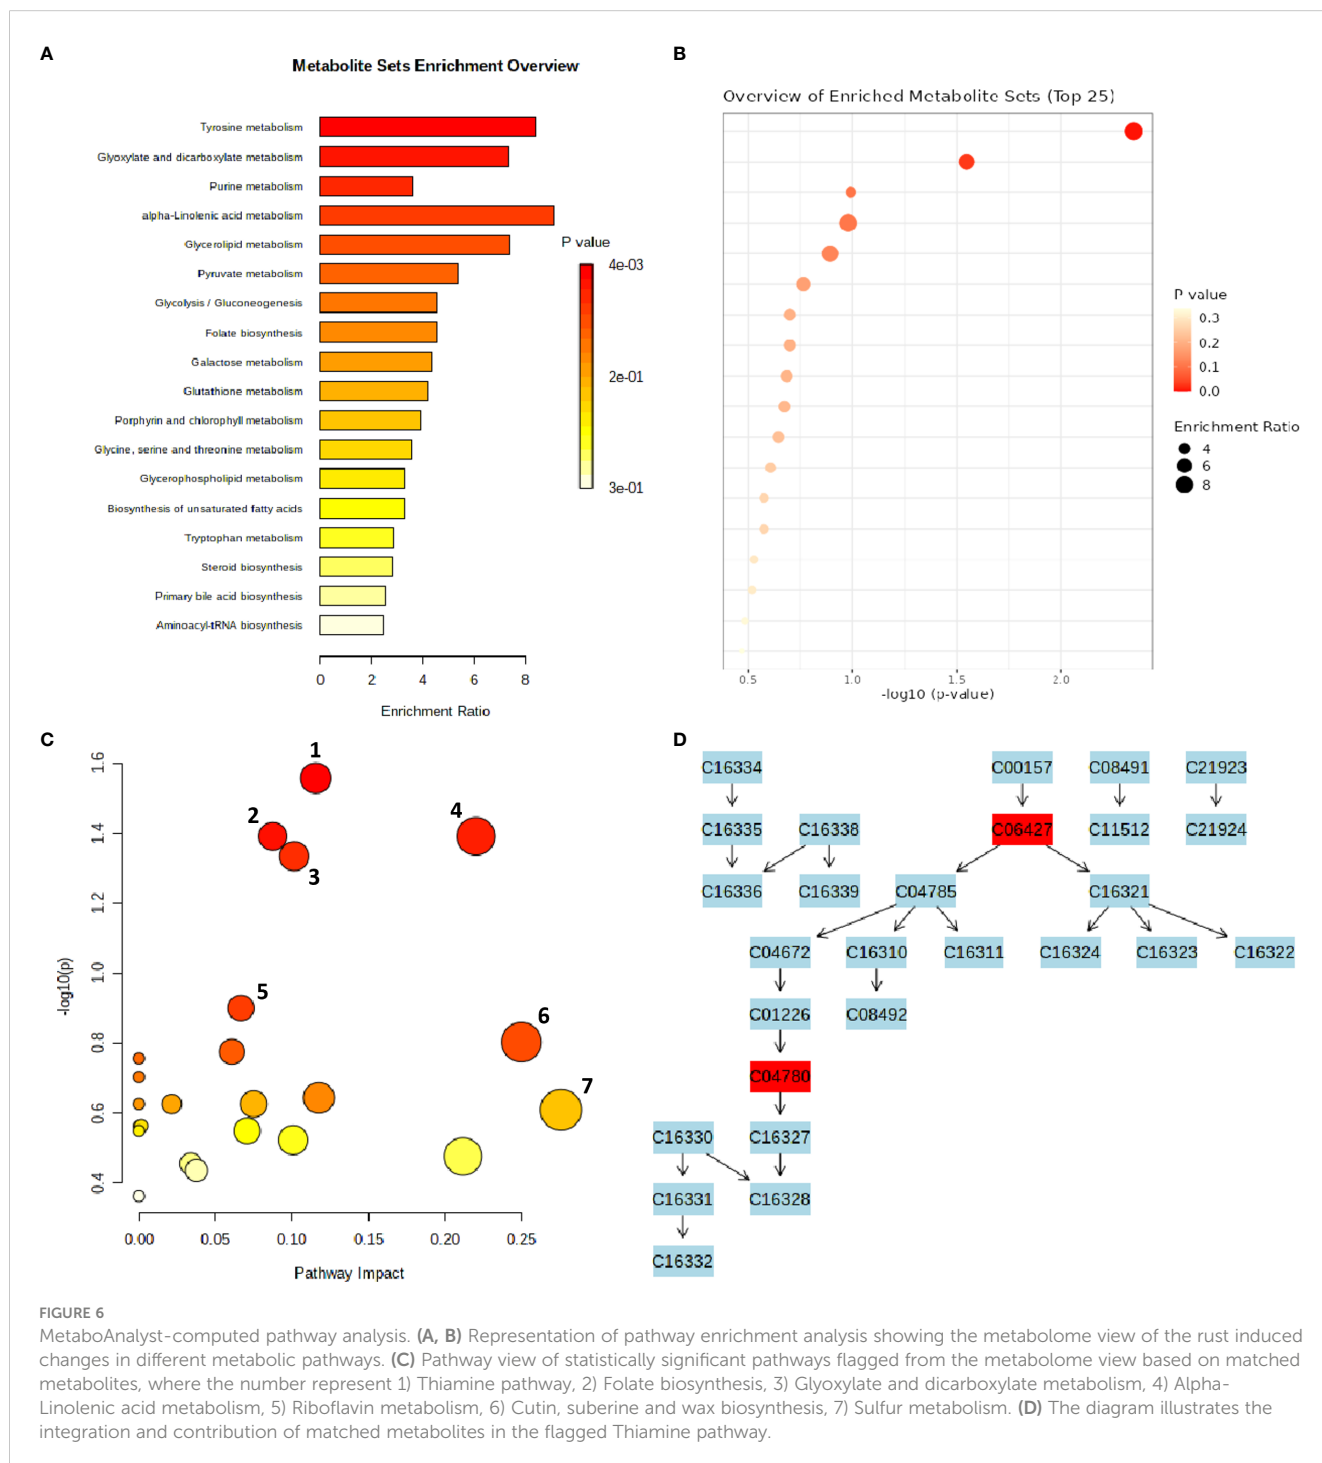 A
Metabolite Sets Enrichment Overview
Tyrosine metabolism
Glyoxylate and dicarboxylate metabolism
Purine metabolism
alpha-Linolenic acid metabolism
Glycerolipid metabolism
Pyruvate metabolism
Glycolysis / Gluconeogenesis
Folate biosynthesis
Galactose metabolism
Glutathione metabolism
Porphyrin and chlorophyll metabolism
Glycine, serine and threonine metabolism
Glycerophospholipid metabolism
Biosynthesis of unsaturated fatty acids
Tryptophan metabolism
Steroid biosynthesis
Primary bile acid biosynthesis
Aminoacyl-tRNA biosynthesis
0 2 4 6 8
Enrichment Ratio
P value
4e-03
2e-01
3e-01
B
Overview of Enriched Metabolite Sets (Top 25)
0.5 1.0 1.5 2.0
-log10 (p-value)
P value
0.3
0.2
0.1
0.0
Enrichment Ratio
4
6
8
C
1.6
1.4
1.2
1.0
0.8
0.6
0.4
-log10(p)
1
2
3
4
5
6
7
0.00 0.05 0.10 0.15 0.20 0.25
Pathway Impact
D
C16334 C00157 C08491 C21923
C16335 C16338 C06427 C11512 C21924
C16336 C16339 C04785 C16321
C04672 C16310 C16311 C16324 C16323 C16322
C01226 C08492
C04780
C16330 C16327
C16331 C16328
C16332
FIGURE 6
MetaboAnalyst-computed pathway analysis. (A, B) Representation of pathway enrichment analysis showing the metabolome view of the rust induced
changes in different metabolic pathways. (C) Pathway view of statistically significant pathways flagged from the metabolome view based on matched
metabolites, where the number represent 1) Thiamine pathway, 2) Folate biosynthesis, 3) Glyoxylate and dicarboxylate metabolism, 4) Alpha-
Linolenic acid metabolism, 5) Riboflavin metabolism, 6) Cutin, suberine and wax biosynthesis, 7) Sulfur metabolism. (D) The diagram illustrates the
integration and contribution of matched metabolites in the flagged Thiamine pathway.